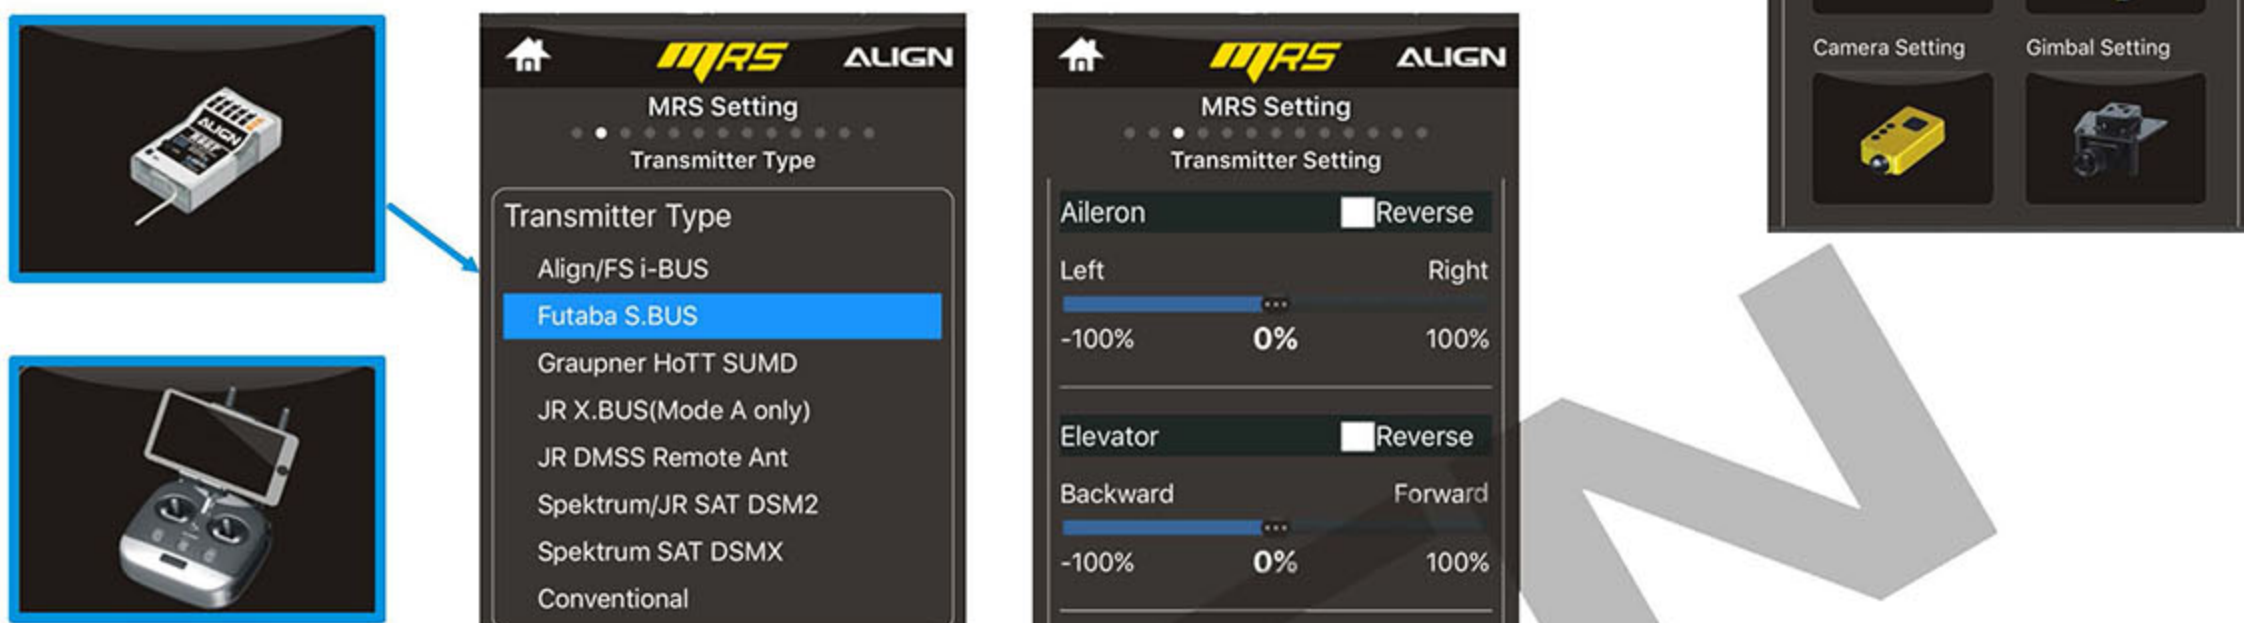 ALIGN
MRS ALIGN
MRS Setting
Transmitter Type
Transmitter Type
Align/FS i-BUS
Futaba S.BUS
Graupner HoTT SUMD
JR X.BUS(Mode A only)
JR DMSS Remote Ant
Spektrum/JR SAT DSM2
Spektrum SAT DSMX
Conventional
MRS ALIGN
MRS Setting
Transmitter Setting
Aileron Reverse
Left Right
-100% 0% 100%
Elevator Reverse
Backward Forward
-100% 0% 100%
Camera Setting Gimbal Setting